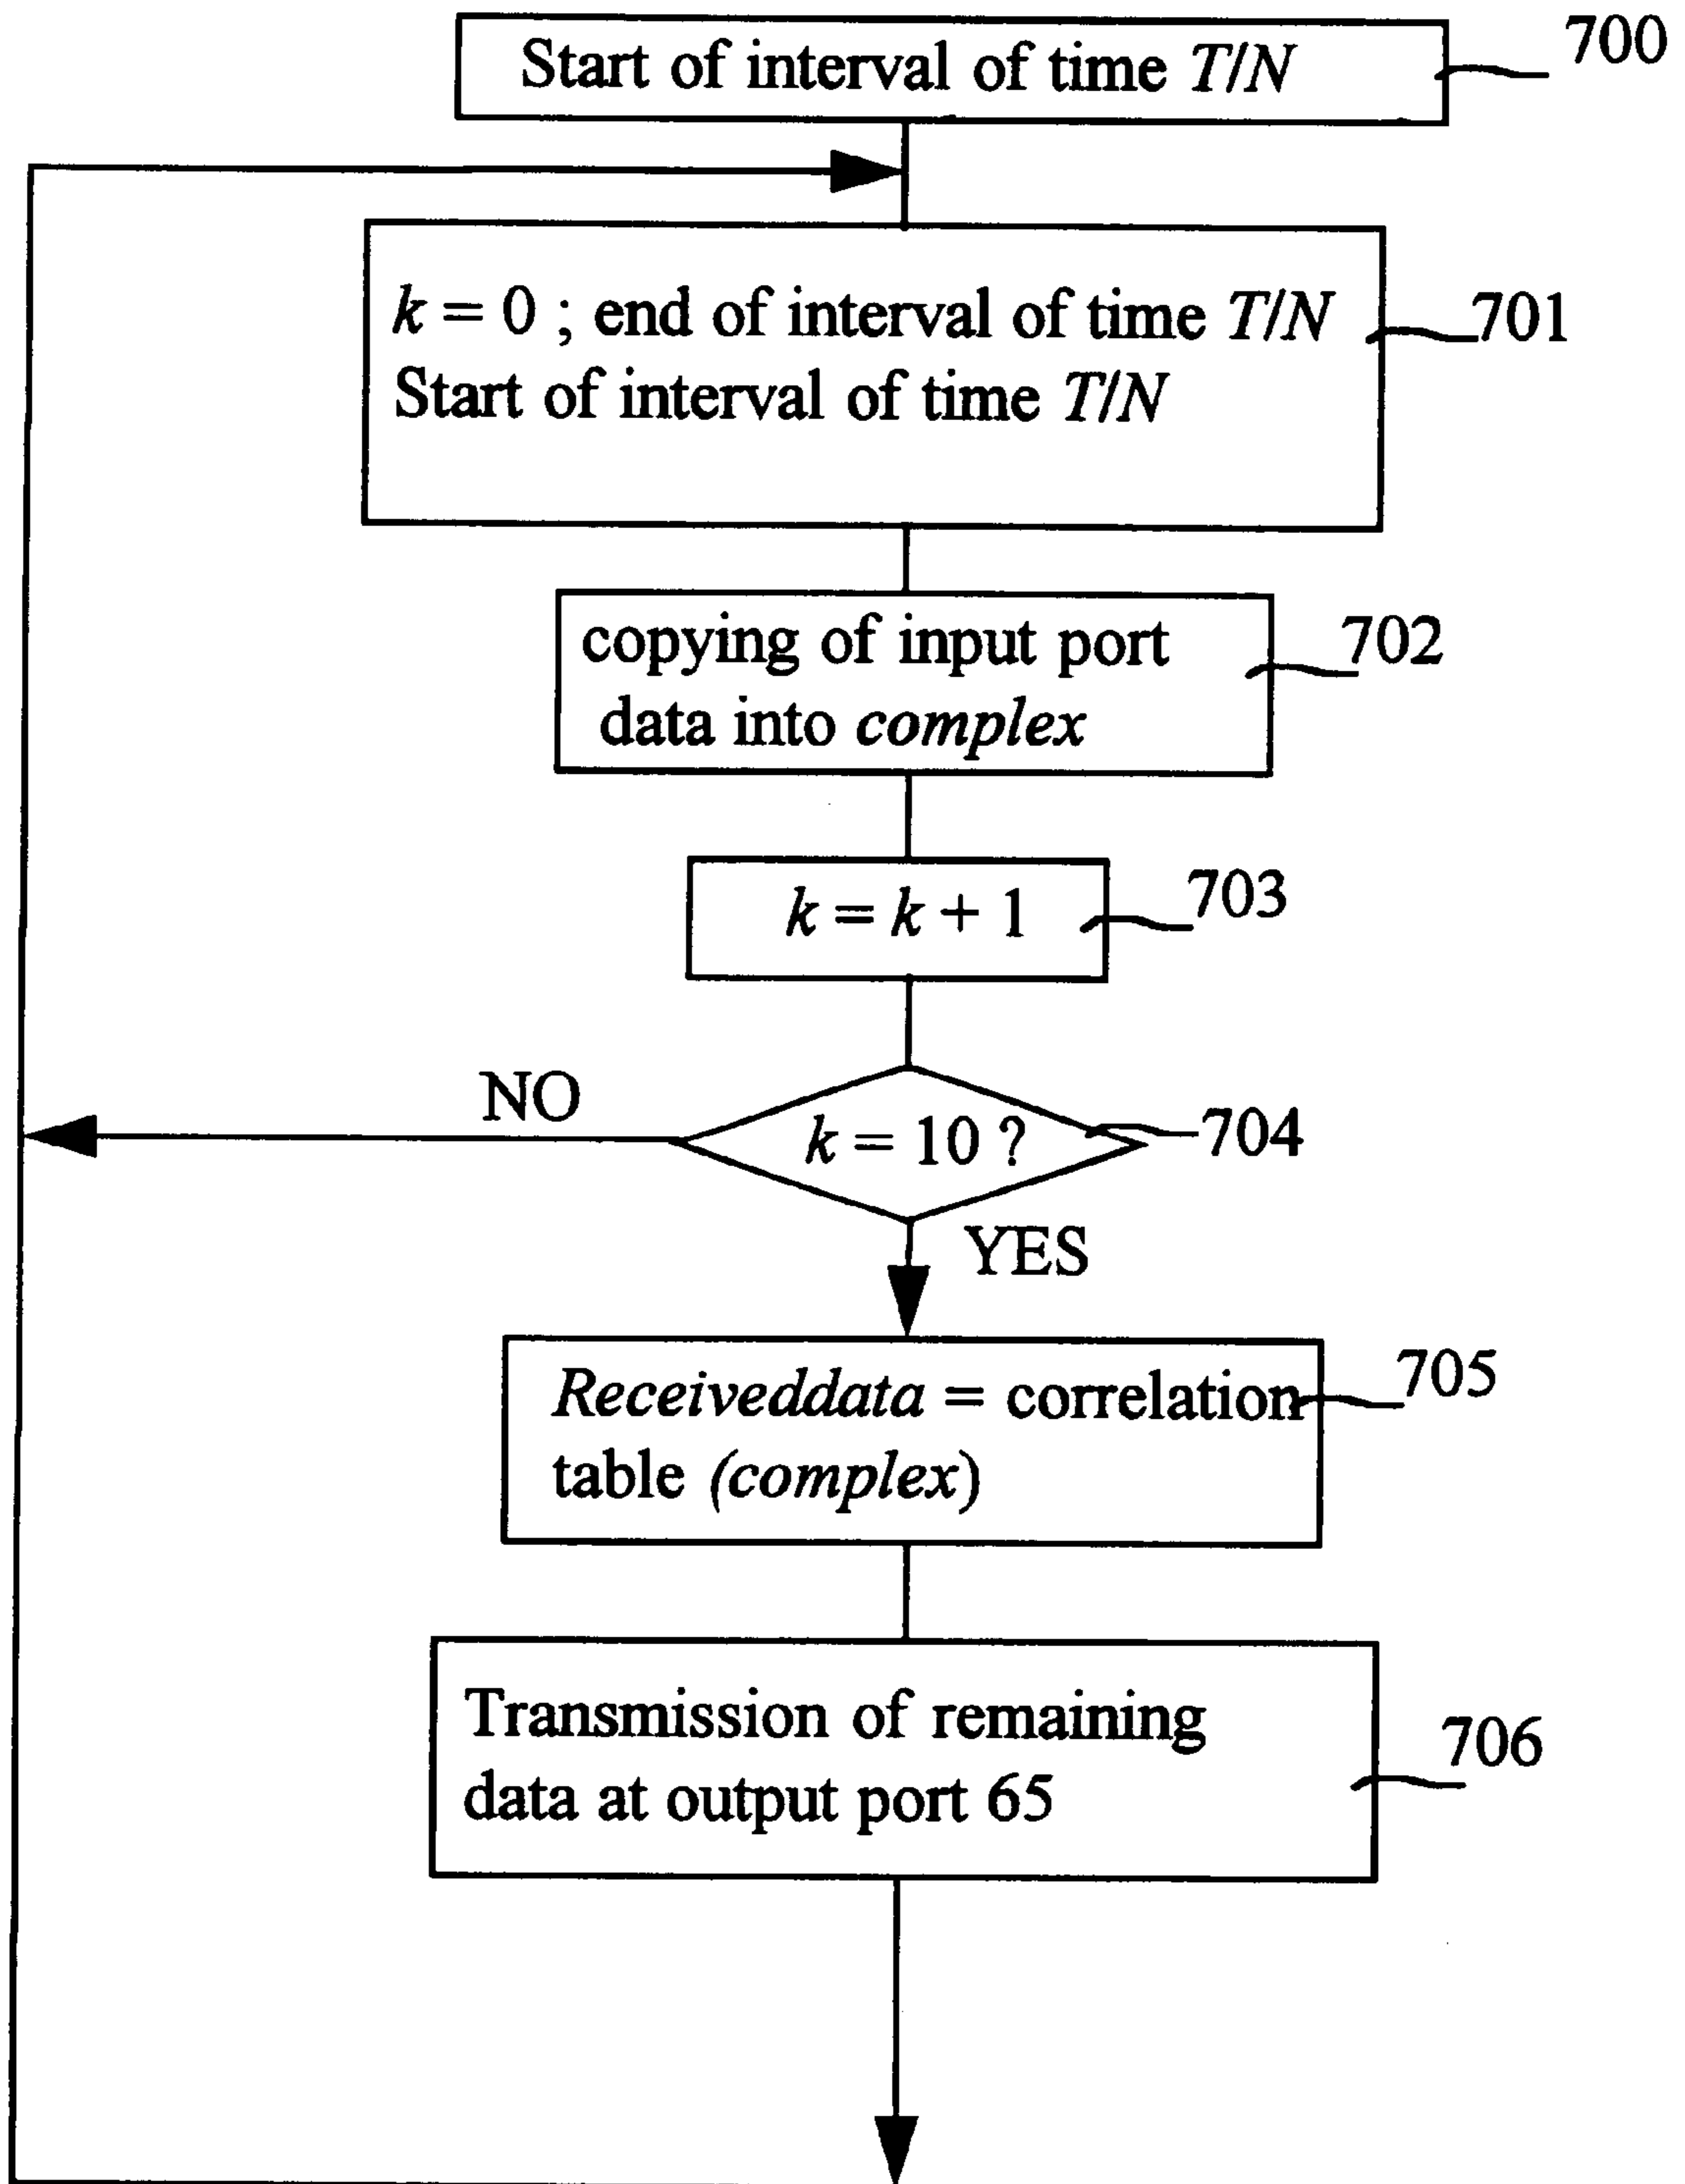 Start of interval of time T/N
700
k = 0 ; end of interval of time T/N
Start of interval of time T/N
701
copying of input port
data into complex
702
k = k + 1
703
NO
k = 10 ?
704
YES
Receiveddata = correlation
table (complex)
705
Transmission of remaining
data at output port 65
706